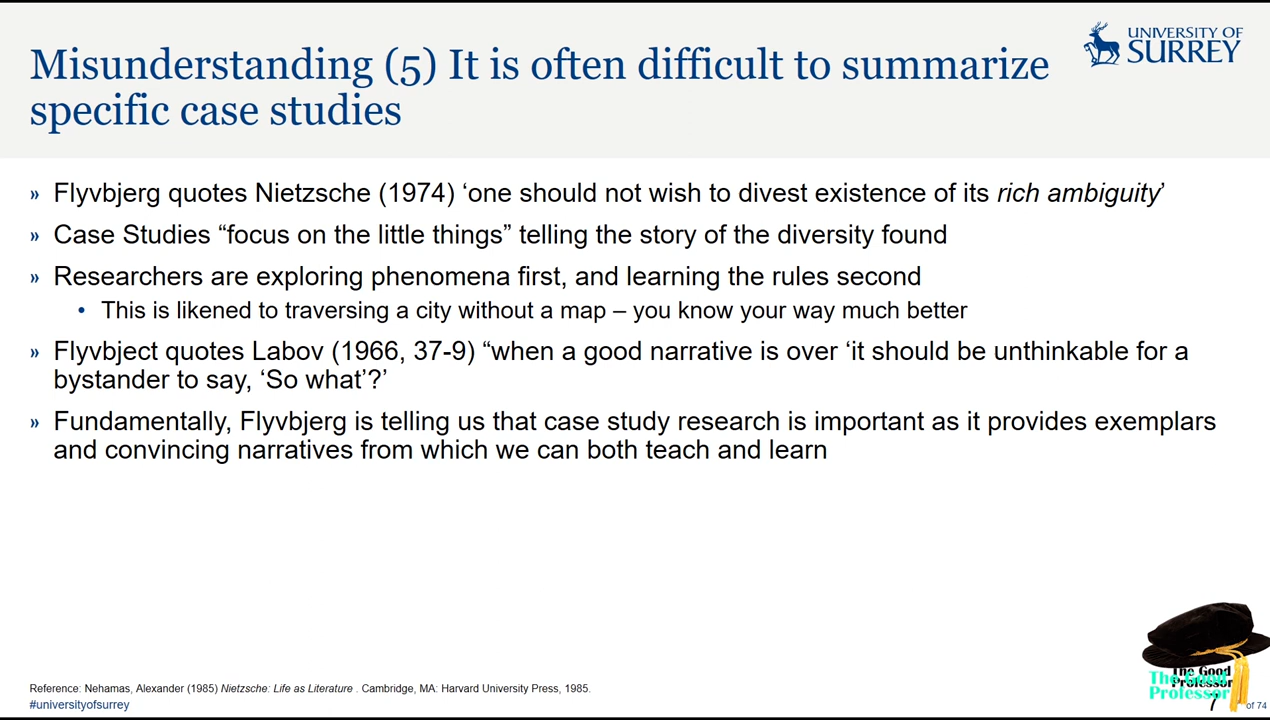 Misunderstanding (5) It is often difficult to summarize
specific case studies
UNIVERSITY OF
SURREY
» Flyvbjerg quotes Nietzsche (1974) ‘one should not wish to divest existence of its rich ambiguity’
» Case Studies “focus on the little things” telling the story of the diversity found
» Researchers are exploring phenomena first, and learning the rules second
• This is likened to traversing a city without a map – you know your way much better
» Flyvbject quotes Labov (1966, 37-9) “when a good narrative is over ‘it should be unthinkable for a
bystander to say, ‘So what’?’
» Fundamentally, Flyvbjerg is telling us that case study research is important as it provides exemplars
and convincing narratives from which we can both teach and learn
Reference: Nehamas, Alexander (1985) Nietzsche: Life as Literature . Cambridge, MA: Harvard University Press, 1985.
#universityofsurrey
The Good
Professor
of 74